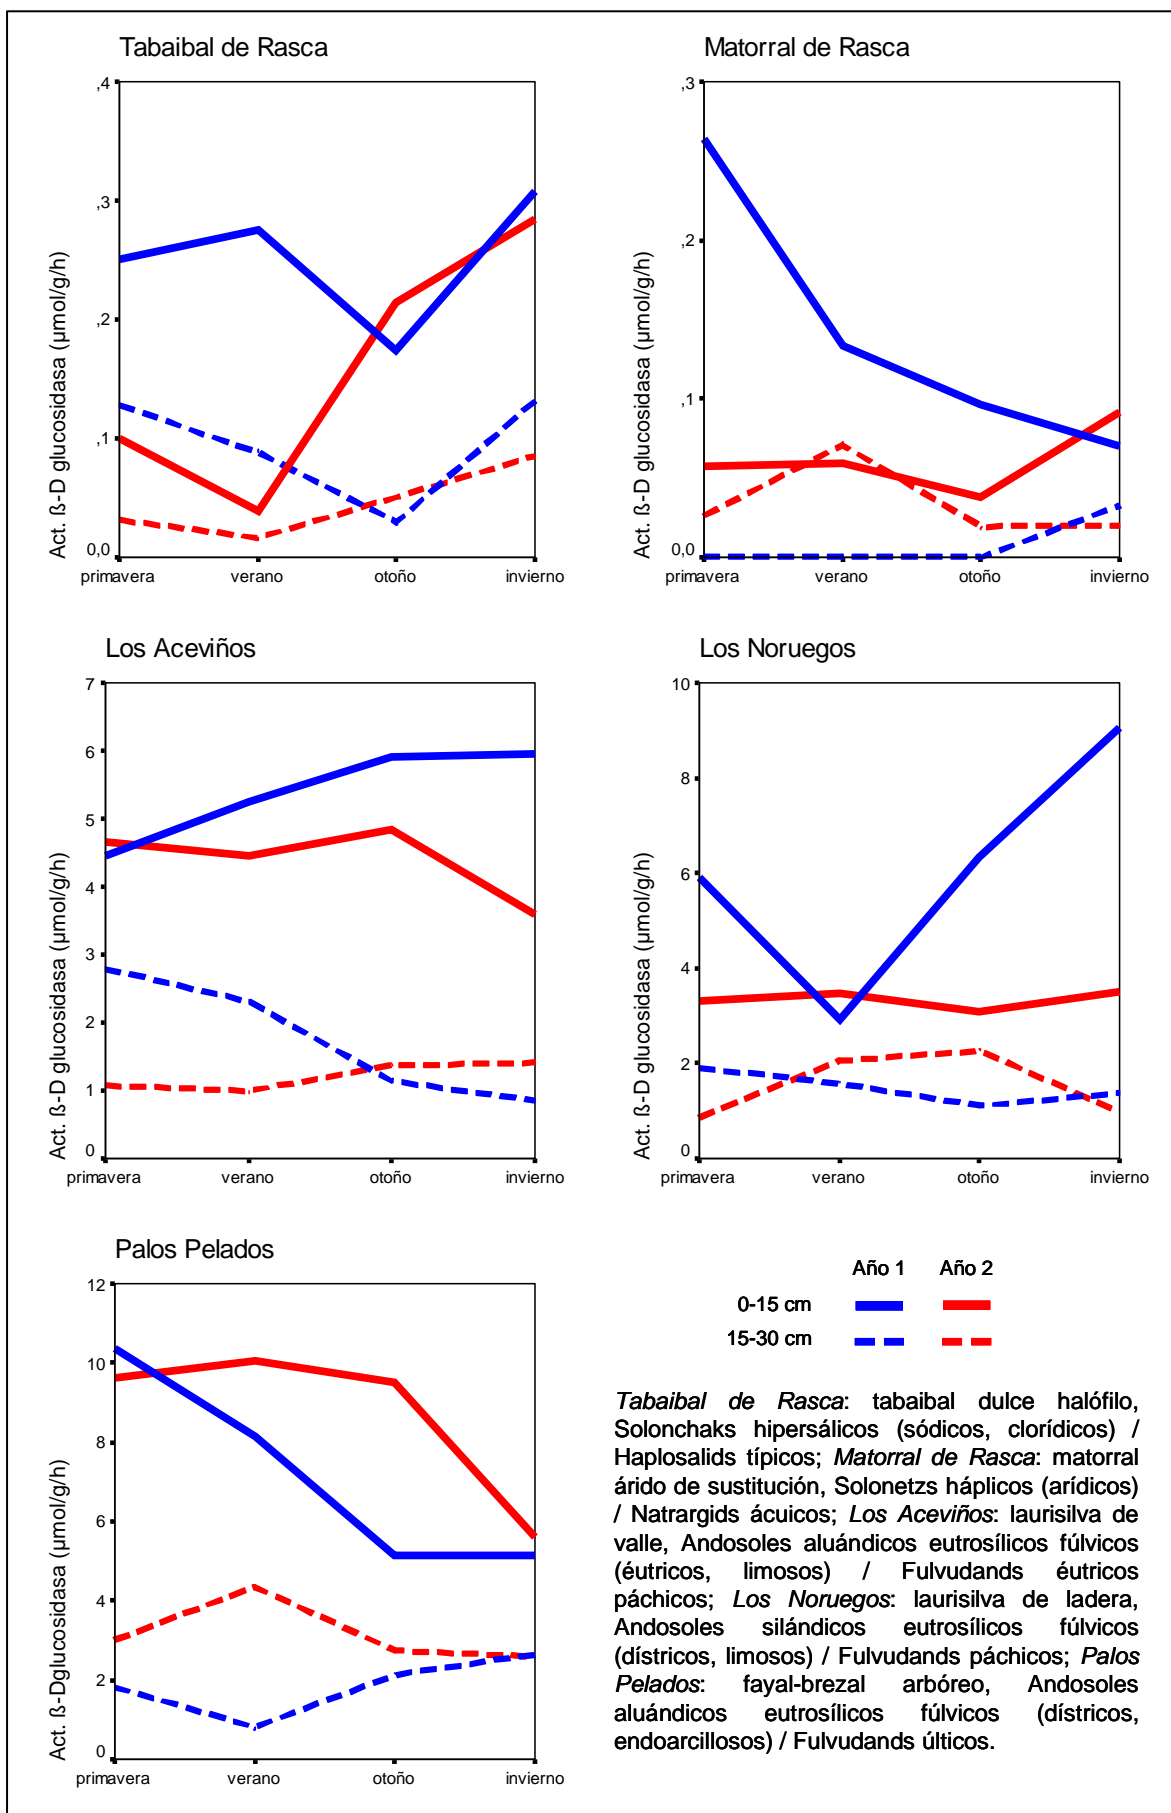 Tabaibal de Rasca
Act. ß-D glucosidasa (µmol/g/h)
,4
,3
,2
,1
0,0
primavera verano otoño invierno
Matorral de Rasca
Act. ß-D glucosidasa (µmol/g/h)
,3
,2
,1
0,0
primavera verano otoño invierno
Los Aceviños
Act. ß-D glucosidasa (µmol/g/h)
7
6
5
4
3
2
1
0
primavera verano otoño invierno
Los Noruegos
Act. ß-D glucosidasa (µmol/g/h)
10
8
6
4
2
0
primavera verano otoño invierno
Palos Pelados
Act. ß-Dglucosidasa (µmol/g/h)
12
10
8
6
4
2
0
primavera verano otoño invierno
Año 1 Año 2
0-15 cm
15-30 cm
Tabaibal de Rasca: tabaibal dulce halófilo,
Solonchaks hipersálicos (sódicos, clorídicos) /
Haplosalids típicos; Matorral de Rasca: matorral
árido de sustitución, Solonetzs háplicos (arídicos)
/ Natrargids ácuicos; Los Aceviños: laurisilva de
valle, Andosoles aluándicos eutrosílicos fúlvicos
(éutricos, limosos) / Fulvudands éutricos
páchicos; Los Noruegos: laurisilva de ladera,
Andosoles silándicos eutrosílicos fúlvicos
(dístricos, limosos) / Fulvudands páchicos; Palos
Pelados: fayal-brezal arbóreo, Andosoles
aluándicos eutrosílicos fúlvicos (dístricos,
endoarcillosos) / Fulvudands últicos.